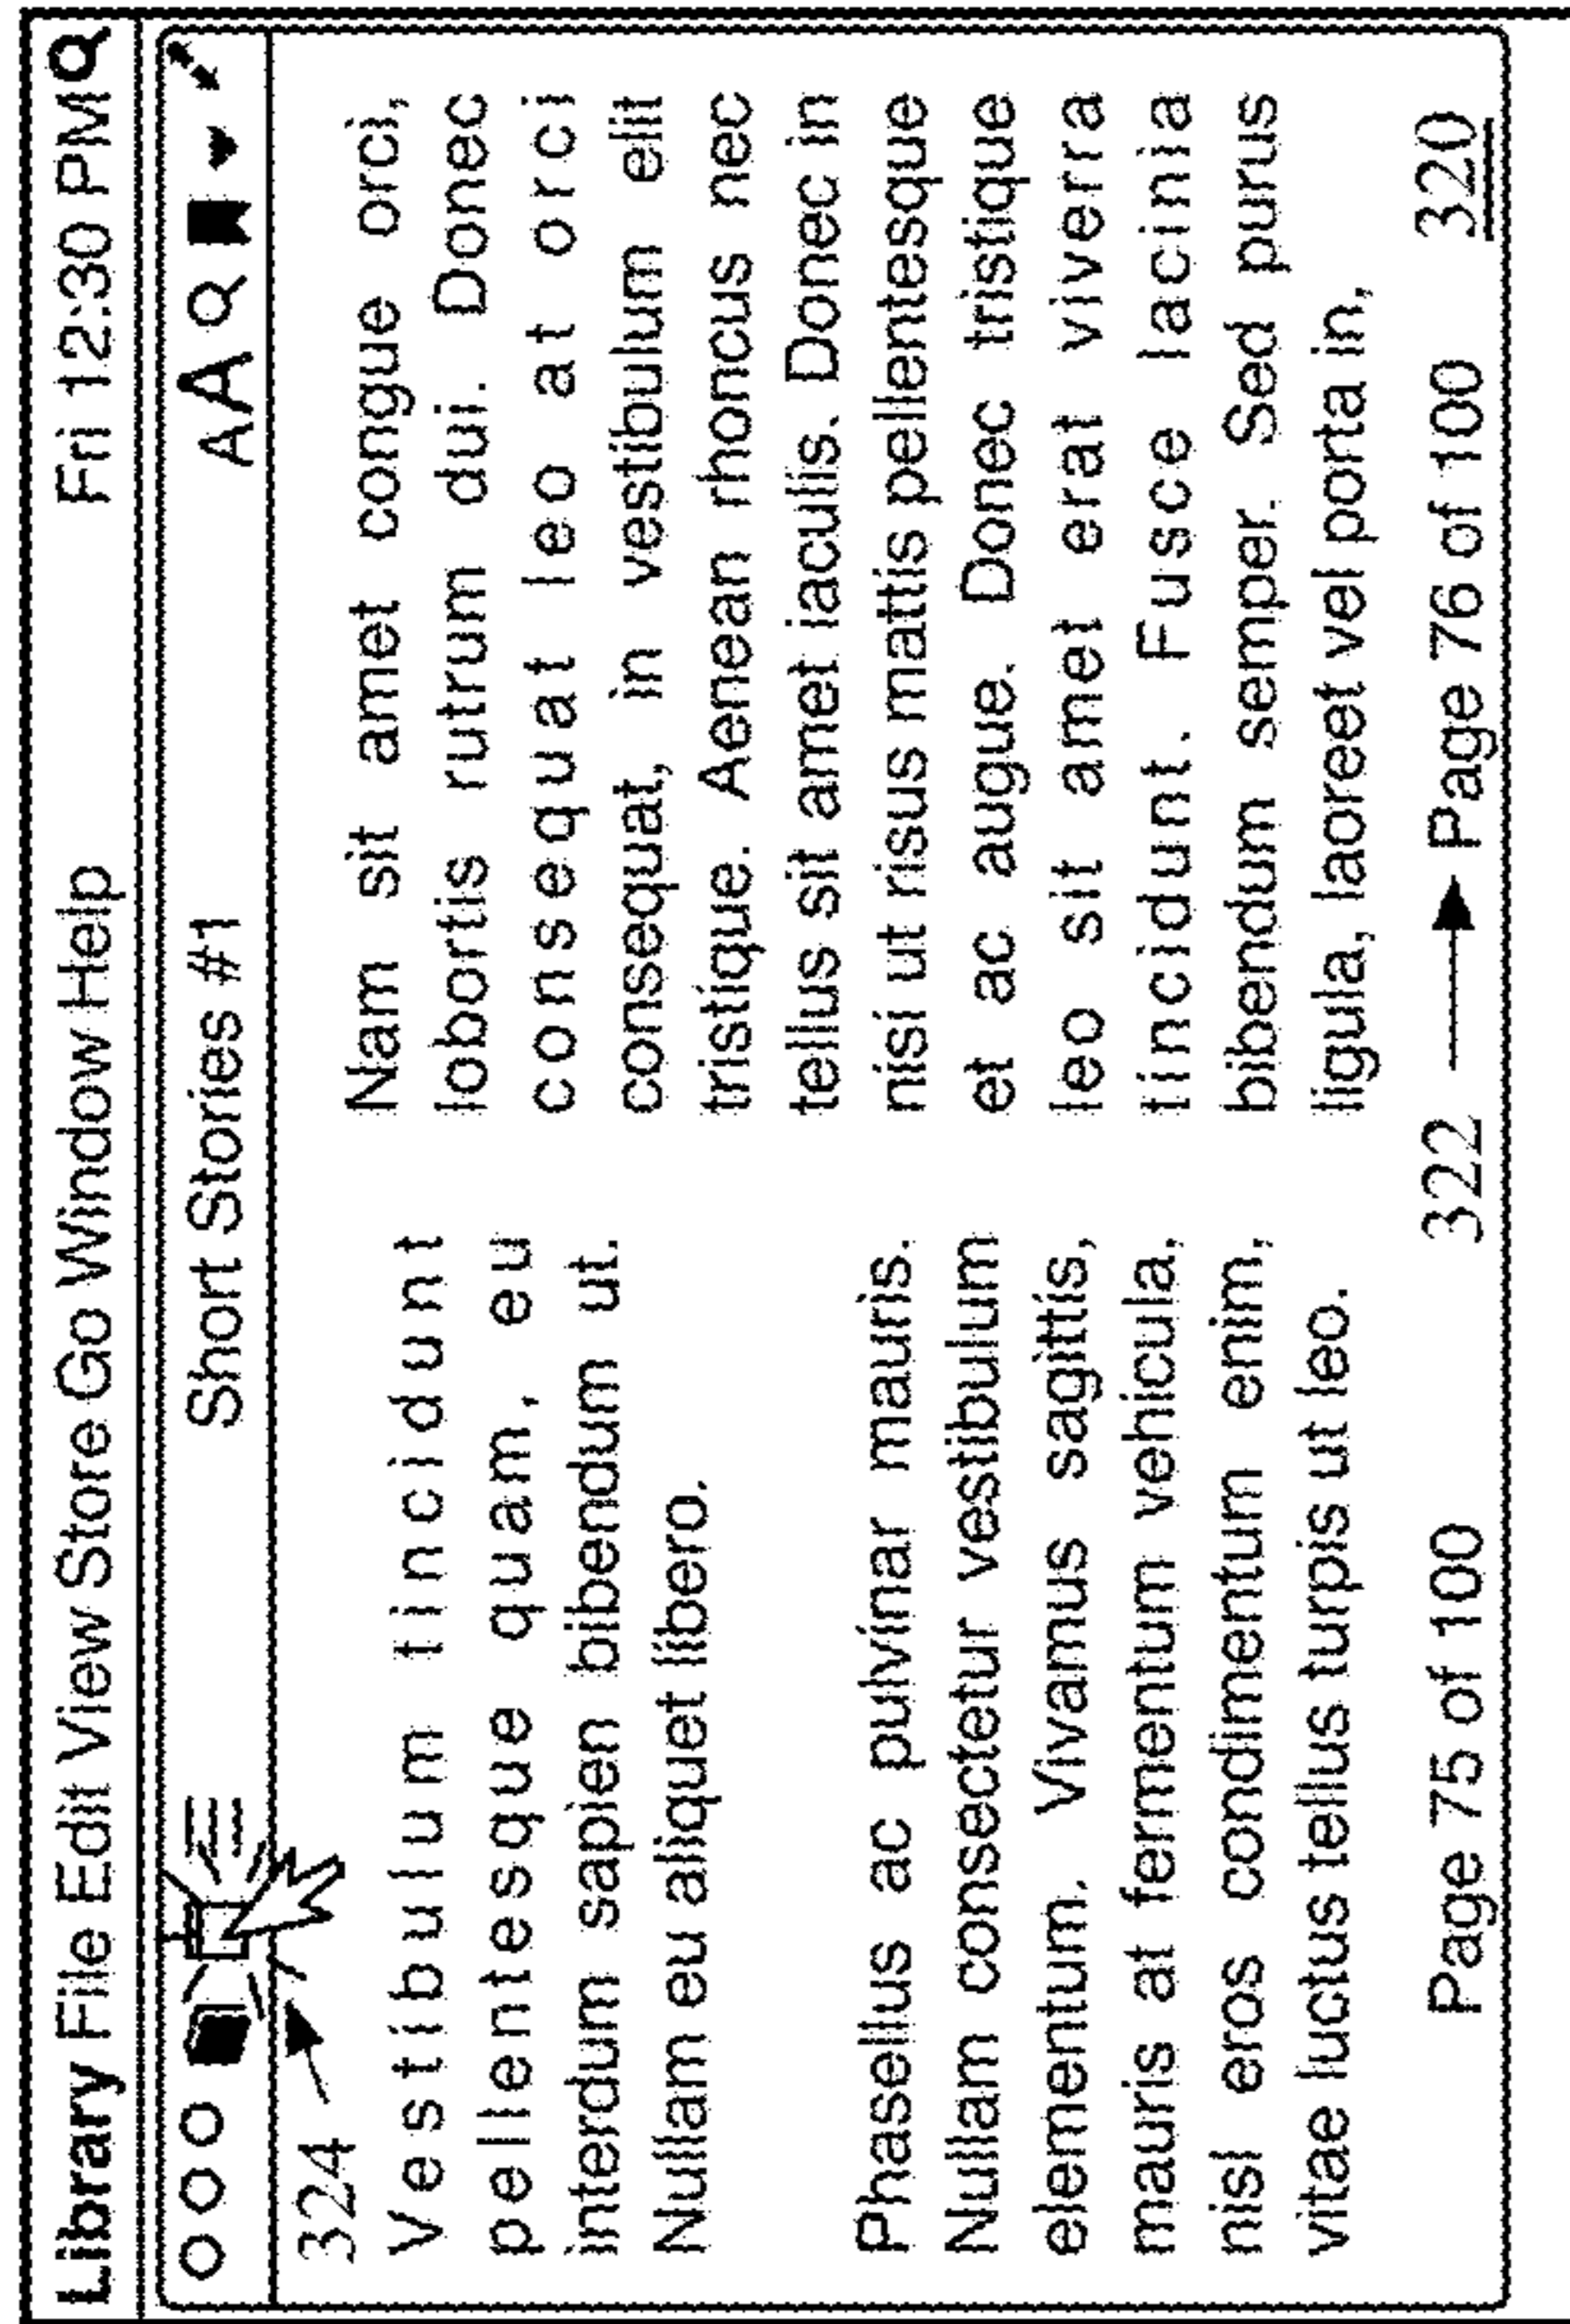 Library File Edit View Store Go Window Help Fri 12:30 PM
Short Stories #1 AA
324
Vestibulum tincidunt
pellentesque quam, eu
interdum sapien bibendum ut.
Nullam eu aliquet libero.
Phasellus ac pulvinar mauris.
Nullam consectetur vestibulum
elementum. Vivamus sagittis,
mauris at fermentum vehicula,
nisl eros condimentum enim,
vitae luctus tellus turpis ut leo.
Page 75 of 100
Nam sit amet congue orci,
lobortis rutrum dui. Donec
consequat leo at orci
consequat, in vestibulum elit
tristique. Aenean rhoncus nec
tellus sit amet iaculis. Donec in
nisi ut risus mattis pellentesque
et ac augue. Donec tristique
leo sit amet erat viverra
tincidunt. Fusce lacinia
bibendum semper. Sed purus
ligula, laoreet vel porta in,
322 Page 76 of 100 320